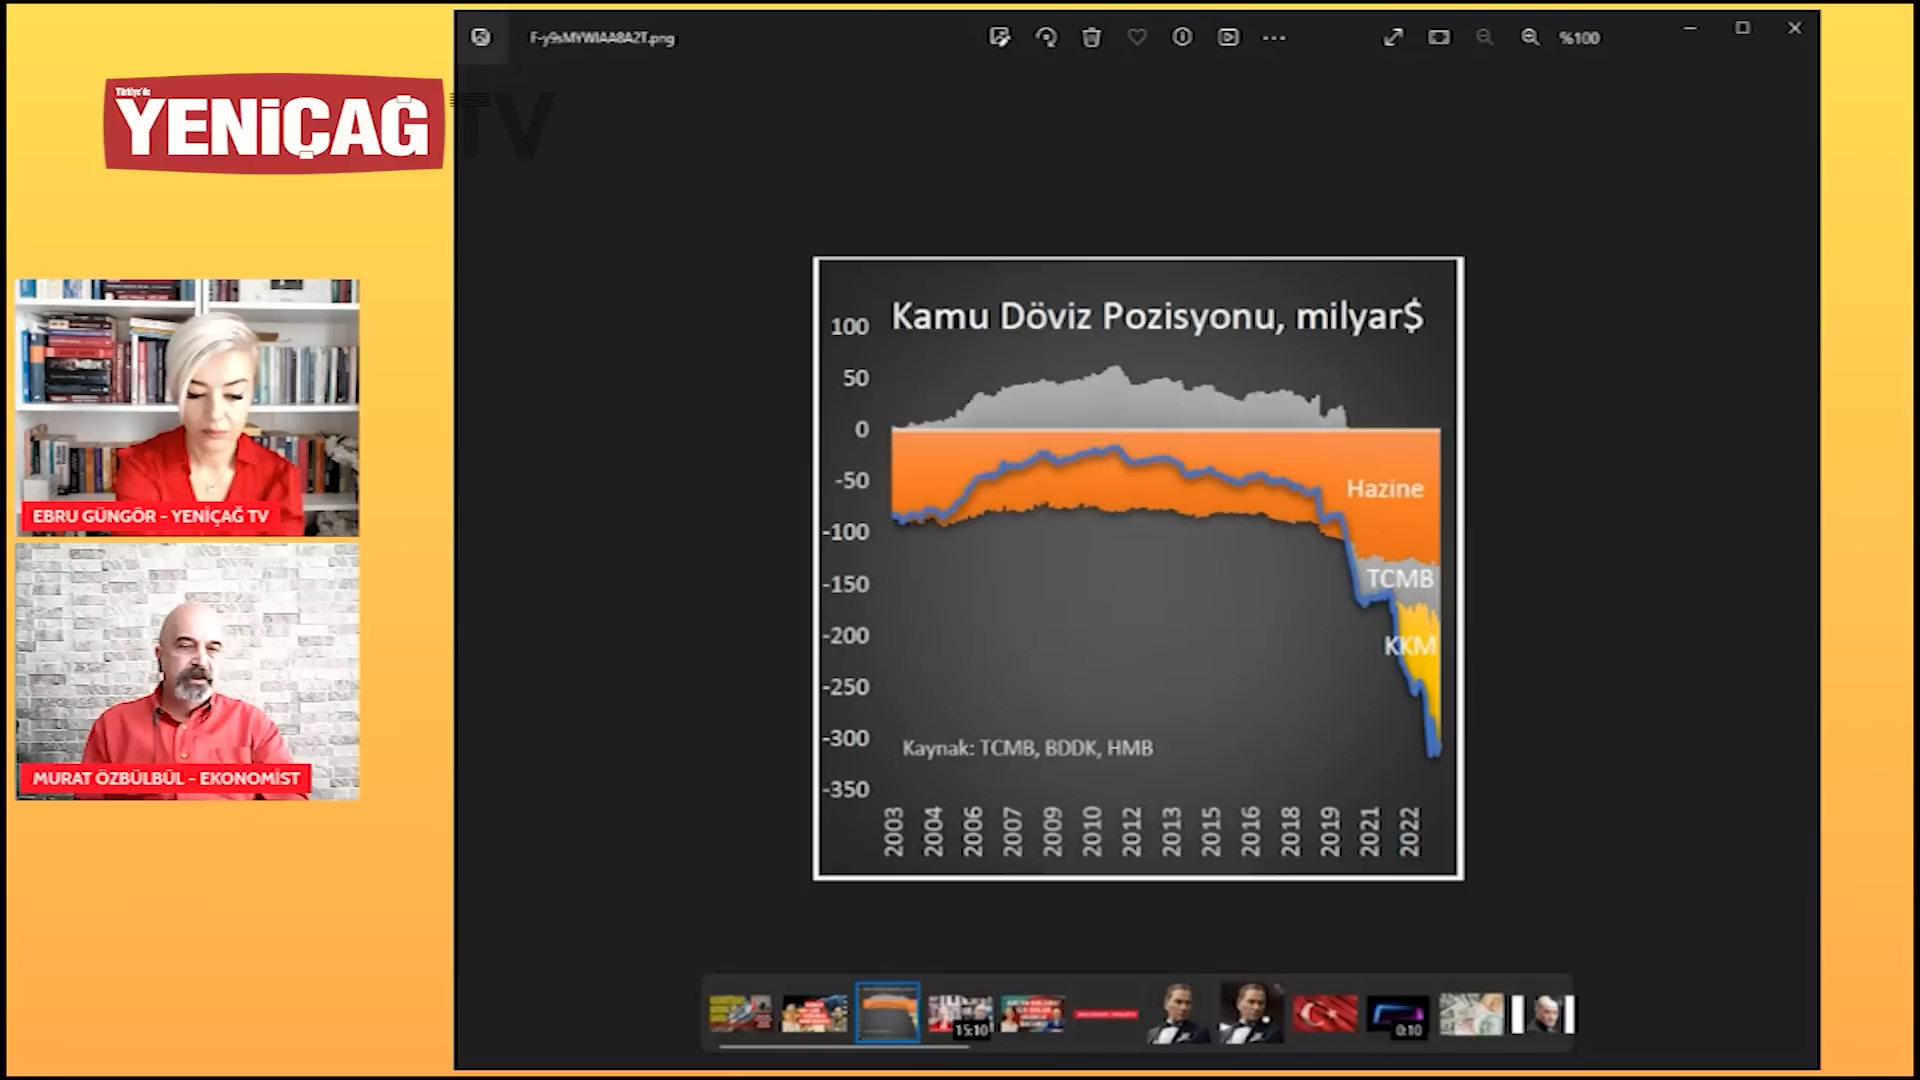 F-y9sMYWIAA8A2T.png
%100
Türkiye'de
YENİÇAĞ TV
Kamu Döviz Pozisyonu, milyar$
100
50
0
-50
-100
-150
-200
-250
-300
-350
Hazine
TCMB
KKM
Kaynak: TCMB, BDDK, HMB
2003
2004
2006
2007
2009
2010
2012
2013
2015
2016
2018
2019
2021
2022
EBRU GÜNGÖR - YENİÇAĞ TV
MURAT ÖZBÜLBÜL - EKONOMİST
15:10
0:10